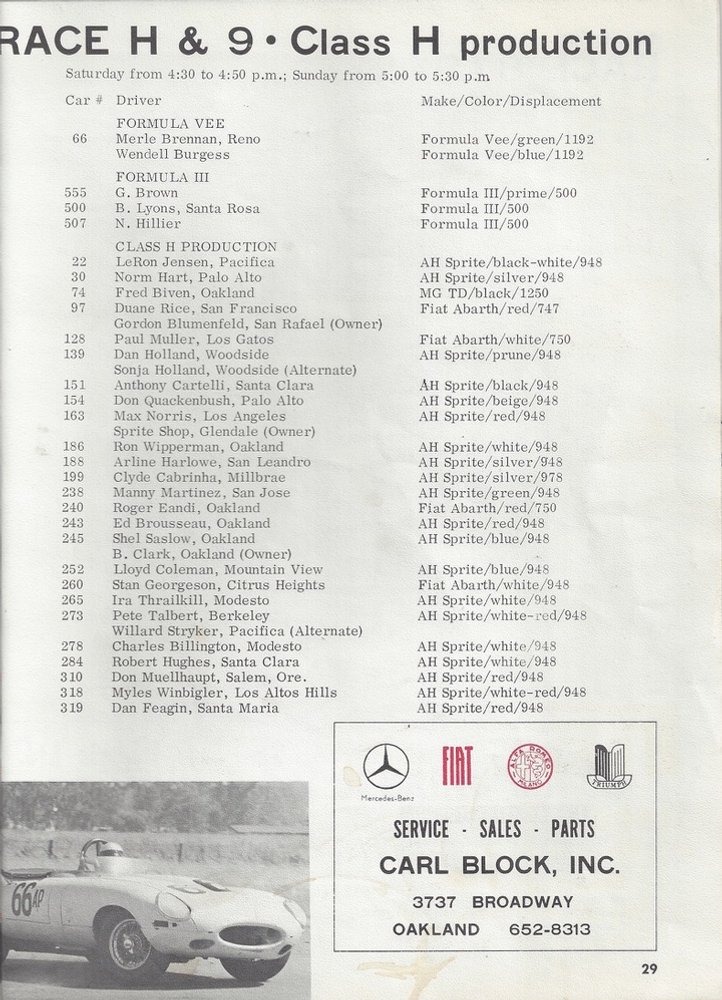 RACE H & 9 • Class H production
Saturday from 4:30 to 4:50 p.m.; Sunday from 5:00 to 5:30 p.m
Car # Driver Make/Color/Displacement
FORMULA VEE
66 Merle Brennan, Reno Formula Vee/green/1192
Wendell Burgess Formula Vee/blue/1192
FORMULA III
555 G. Brown Formula III/prime/500
500 B. Lyons, Santa Rosa Formula III/500
507 N. Hillier Formula III/500
CLASS H PRODUCTION
22 LeRon Jensen, Pacifica AH Sprite/black-white/948
30 Norm Hart, Palo Alto AH Sprite/silver/948
74 Fred Biven, Oakland MG TD/black/1250
97 Duane Rice, San Francisco Fiat Abarth/red/747
Gordon Blumenfeld, San Rafael (Owner)
128 Paul Muller, Los Gatos Fiat Abarth/white/750
139 Dan Holland, Woodside AH Sprite/prune/948
Sonja Holland, Woodside (Alternate)
151 Anthony Cartelli, Santa Clara AH Sprite/black/948
154 Don Quackenbush, Palo Alto AH Sprite/beige/948
163 Max Norris, Los Angeles AH Sprite/red/948
Sprite Shop, Glendale (Owner)
186 Ron Wipperman, Oakland AH Sprite/white/948
188 Arline Harlowe, San Leandro AH Sprite/silver/948
199 Clyde Cabrinha, Millbrae AH Sprite/silver/978
238 Manny Martinez, San Jose AH Sprite/green/948
240 Roger Eandi, Oakland Fiat Abarth/red/750
243 Ed Brousseau, Oakland AH Sprite/red/948
245 Shel Saslow, Oakland AH Sprite/blue/948
B. Clark, Oakland (Owner)
252 Lloyd Coleman, Mountain View AH Sprite/blue/948
260 Stan Georgeson, Citrus Heights Fiat Abarth/white/948
265 Ira Thrailkill, Modesto AH Sprite/white/948
273 Pete Talbert, Berkeley AH Sprite/white-red/948
Willard Stryker, Pacifica (Alternate)
278 Charles Billington, Modesto AH Sprite/white/948
284 Robert Hughes, Santa Clara AH Sprite/white/948
310 Don Muellhaupt, Salem, Ore. AH Sprite/red/948
318 Myles Winbigler, Los Altos Hills AH Sprite/white-red/948
319 Dan Feagin, Santa Maria AH Sprite/red/948
66 AP
Mercedes-Benz
FIAT
ALFA ROMEO MILANO
TRIUMPH
SERVICE - SALES - PARTS
CARL BLOCK, INC.
3737 BROADWAY
OAKLAND 652-8313
29